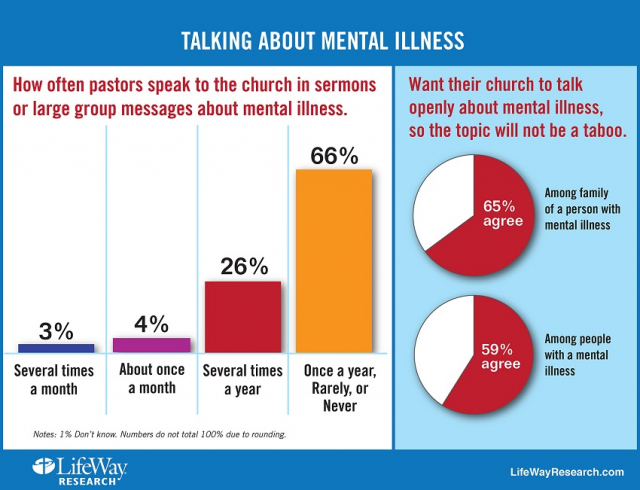 TALKING ABOUT MENTAL ILLNESS
How often pastors speak to the church in sermons
or large group messages about mental illness.
3%
4%
26%
66%
Several times
a month
About once
a month
Several times
a year
Once a year,
Rarely, or
Never
Notes: 1% Don't know. Numbers do not total 100% due to rounding.
Want their church to talk
openly about mental illness,
so the topic will not be a taboo.
65%
agree
Among family
of a person with
mental illness
59%
agree
Among people
with a mental
illness
LifeWay
RESEARCH
LifeWayResearch.com